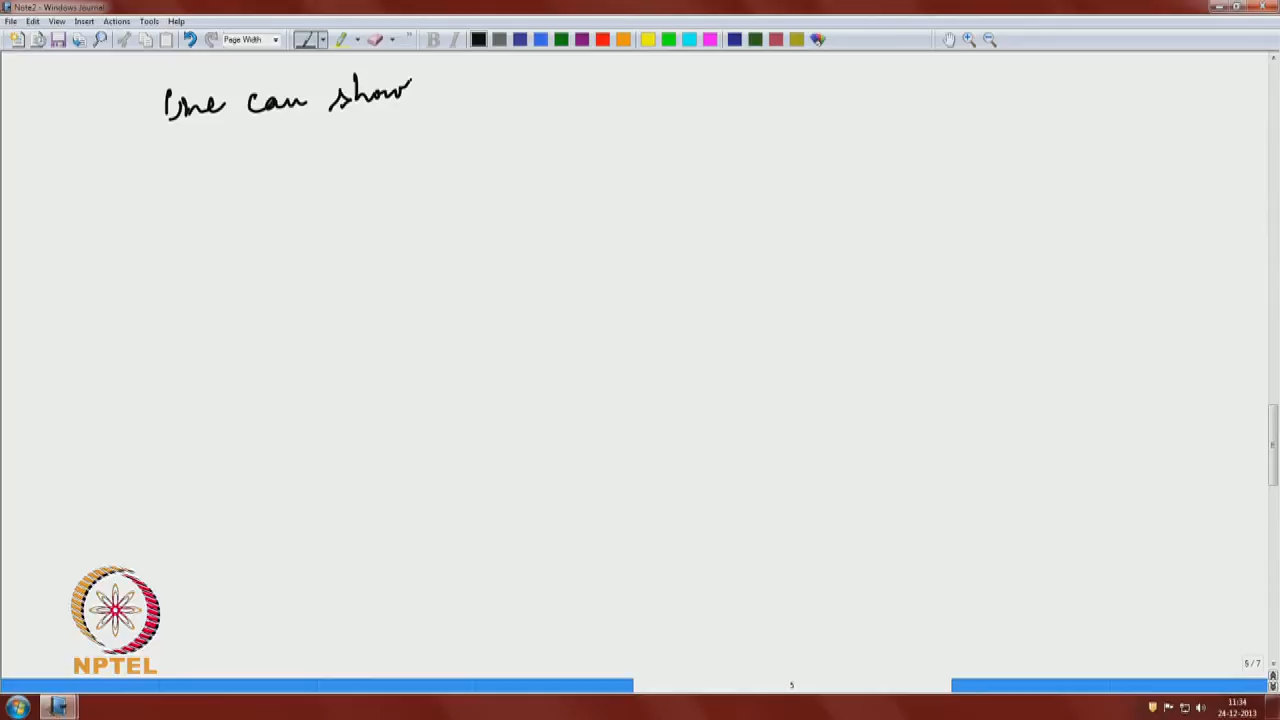 Note2 - Windows Journal
File Edit View Insert Actions Tools Help
Page Width
One can show
NPTEL
5 / 7
5
11:34
24-12-2013